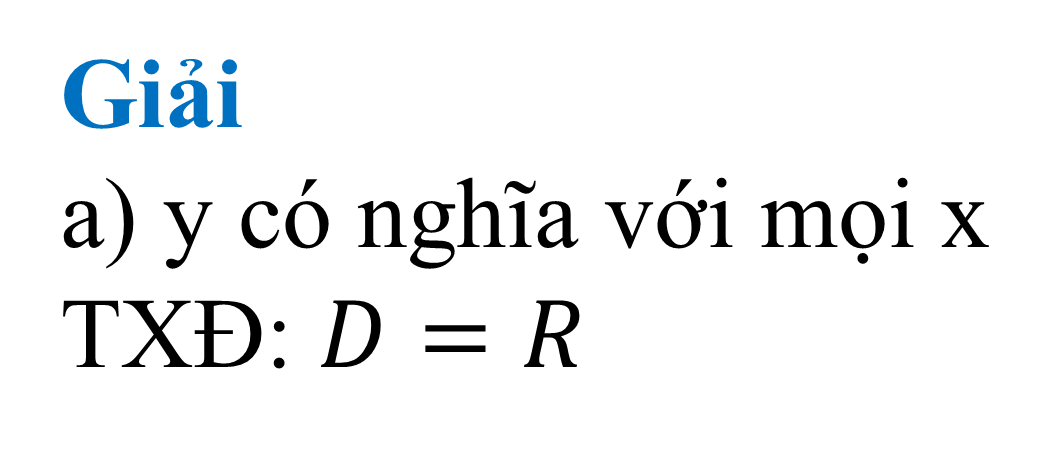 Giải
a) y có nghĩa với mọi x
TXĐ: D = R